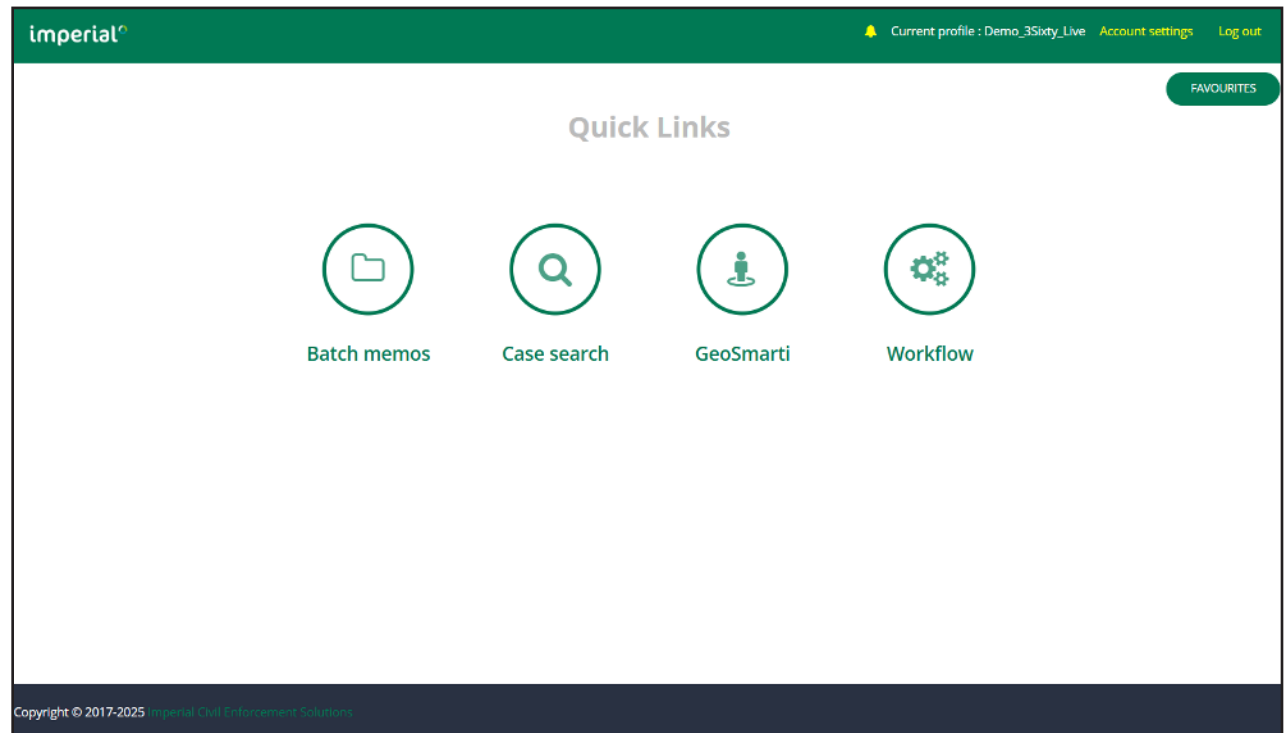 imperial
Current profile : Demo_3Sixty_Live Account settings Log out
FAVOURITES
Quick Links
Batch memos Case search GeoSmarti Workflow
Copyright © 2017-2025 Imperial Civil Enforcement Solutions